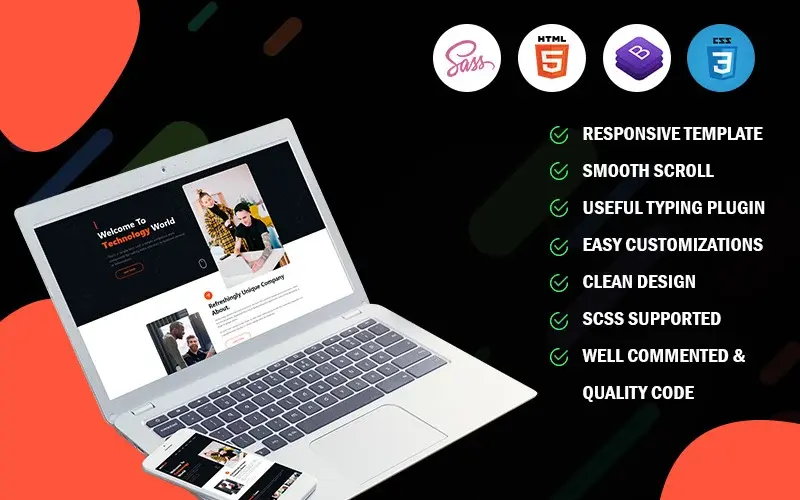 Sass
HTML
5
B
CSS
3
RESPONSIVE TEMPLATE
SMOOTH SCROLL
USEFUL TYPING PLUGIN
EASY CUSTOMIZATIONS
CLEAN DESIGN
SCSS SUPPORTED
WELL COMMENTED &
QUALITY CODE
Welcome To
Technology World
Refreshingly Unique Company
About.